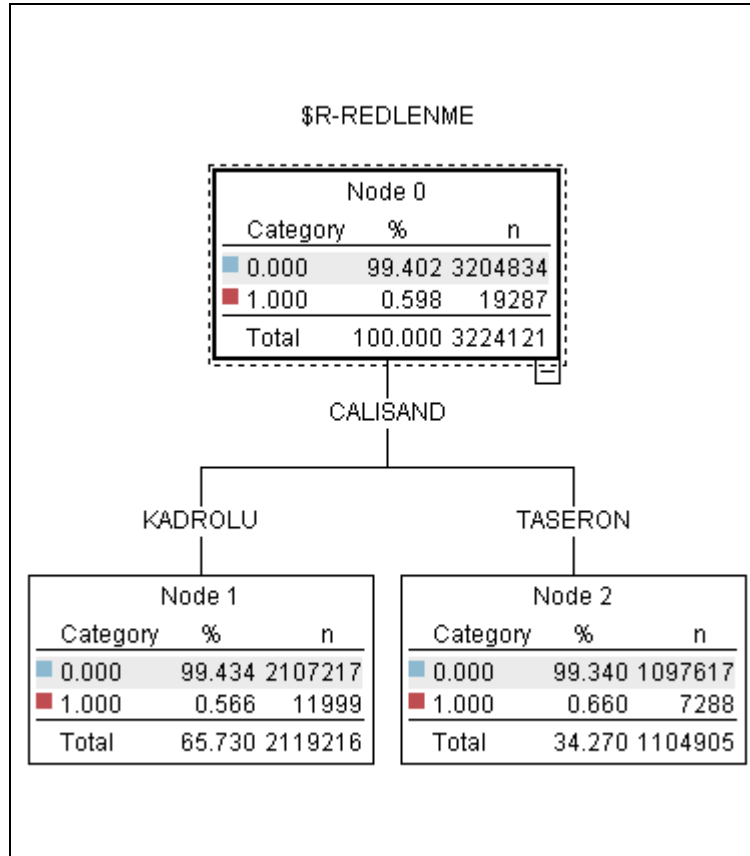 $R-REDLENME
Node 0
Category % n
0.000 99.402 3204834
1.000 0.598 19287
Total 100.000 3224121
CALISAND
KADROLU
TASERON
Node 1
Category % n
0.000 99.434 2107217
1.000 0.566 11999
Total 65.730 2119216
Node 2
Category % n
0.000 99.340 1097617
1.000 0.660 7288
Total 34.270 1104905